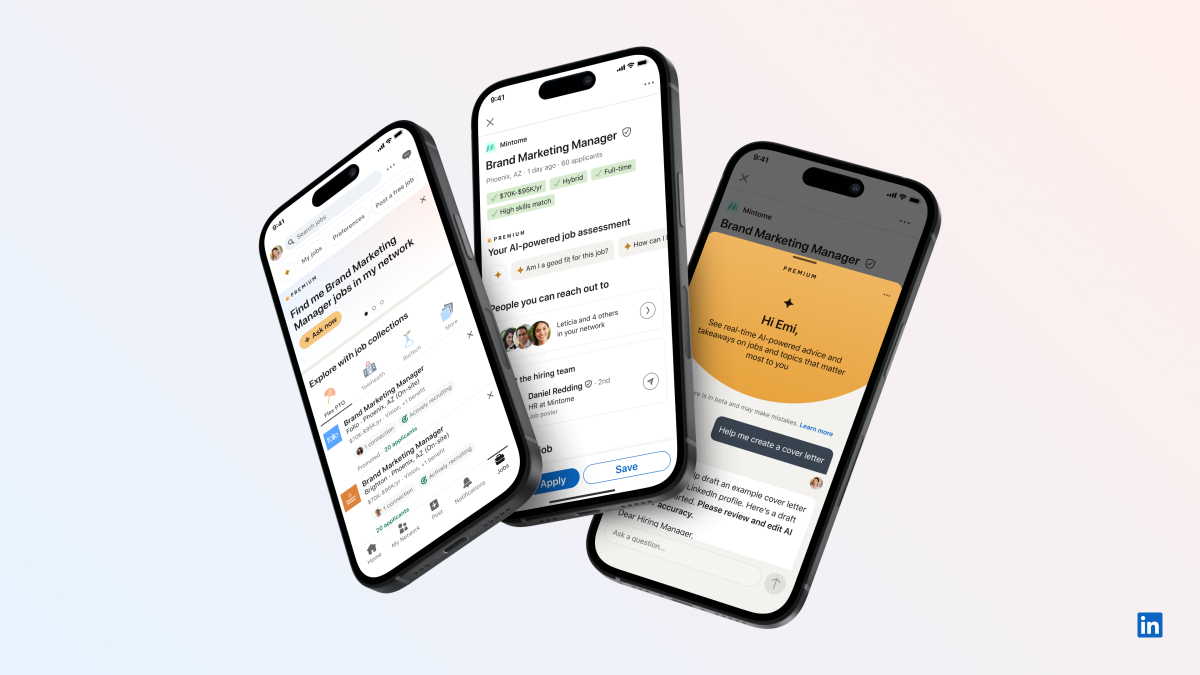 9:41
Search jobs
My jobs
Preferences
Post a free job
PREMIUM
Find me Brand Marketing
Manager jobs in my network
Ask now
Explore with job collections
Flex PTO
Telehealth
BioTech
More
Brand Marketing Manager
Folio · Phoenix, AZ (On-site)
$70K-$95K/yr · Vision, +1 benefit
1 connection
Actively recruiting
Promoted · 20 applicants
Brand Marketing Manager
Brighton · Phoenix, AZ (On-site)
$70K-$95K/yr · Vision, +1 benefit
1 connection
Actively recruiting
20 applicants
Home
My Network
Post
Notifications
Jobs
9:41
Mintome
Brand Marketing Manager
Phoenix, AZ · 1 day ago · 60 applicants
$70K-$95K/yr
Hybrid
Full-time
High skills match
PREMIUM
Your AI-powered job assessment
Am I a good fit for this job?
How can I
People you can reach out to
Leticia and 4 others
in your network
the hiring team
Daniel Redding · 2nd
HR at Mintome
Job poster
job
Apply
Save
9:41
Mintome
Brand Marketing Manager
PREMIUM
Hi Emi,
See real-time AI-powered advice and
takeaways on jobs and topics that matter
most to you
is in beta and may make mistakes. Learn more
Help me create a cover letter
draft an example cover letter
LinkedIn profile. Here's a draft
Please review and edit AI
accuracy.
Dear Hiring Manager,
Ask a question...
in